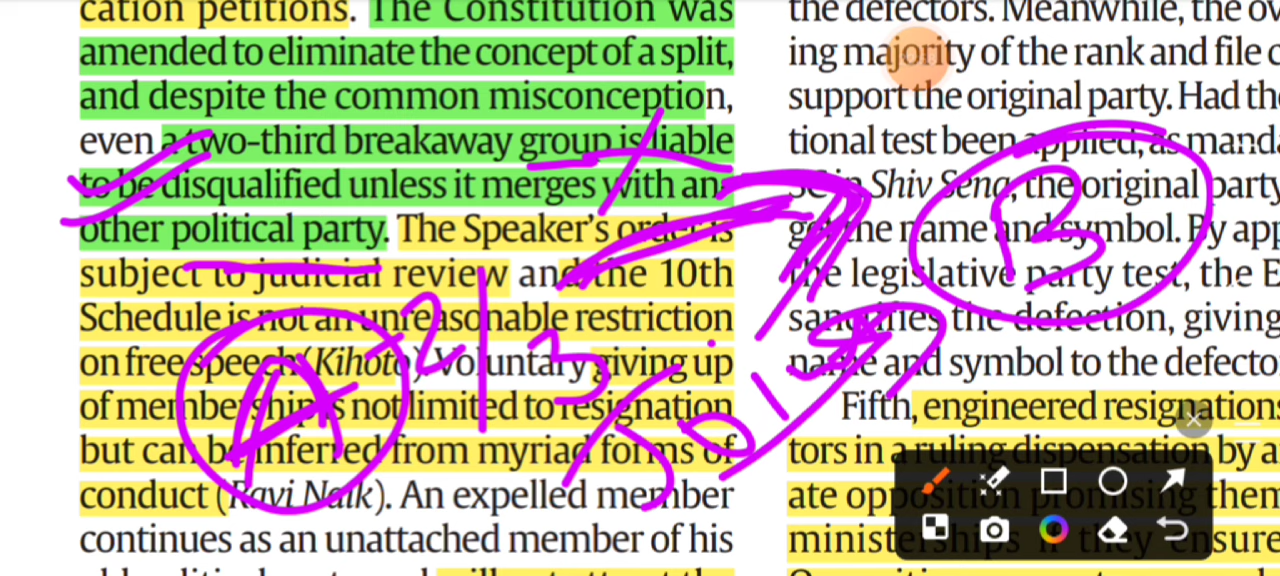 cation petitions. The Constitution was
amended to eliminate the concept of a split,
and despite the common misconception,
even a two-third breakaway group is liable
to be disqualified unless it merges with an-
other political party. The Speaker's order is
subject to judicial review and the 10th
Schedule is not an unreasonable restriction
on free speech (Kihoto). Voluntary giving up
of membership is not limited to resignation
but can be inferred from myriad forms of
conduct (Ravi Naik). An expelled member
continues as an unattached member of his
the defectors. Meanwhile, the ov
ing majority of the rank and file c
support the original party. Had the
tional test been applied, as manda
SC in Shiv Sena, the original party
get the name and symbol. By app
the legislative party test, the E
sanctifies the defection, giving
name and symbol to the defecto
Fifth, engineered resignations
tors in a ruling dispensation by a
ate opposition promising them
ministerships if they ensure
A
2/3
B